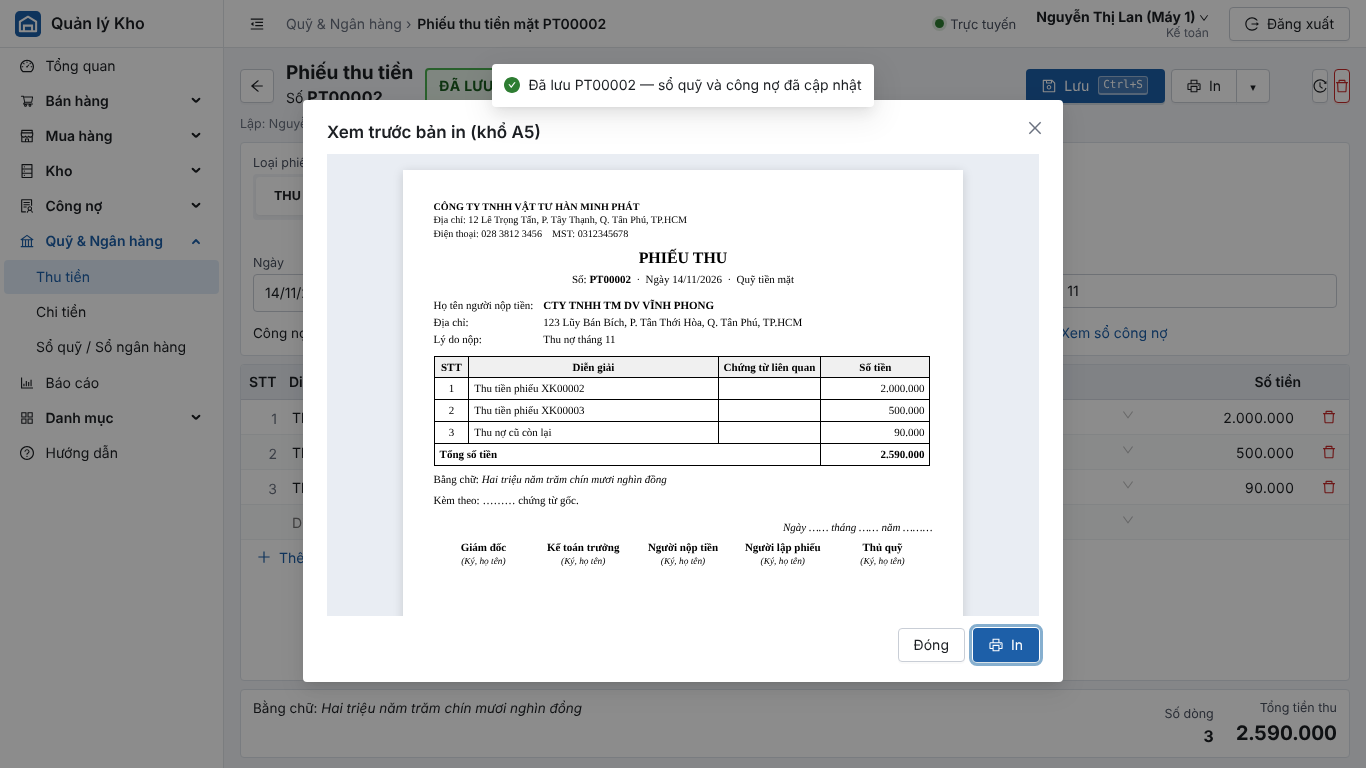 Quản lý Kho
Quỹ & Ngân hàng › Phiếu thu tiền mặt PT00002
Trực tuyến
Nguyễn Thị Lan (Máy 1)
Kế toán
Đăng xuất
Tổng quan
Bán hàng
Mua hàng
Kho
Công nợ
Quỹ & Ngân hàng
Thu tiền
Chi tiền
Sổ quỹ / Sổ ngân hàng
Báo cáo
Danh mục
Hướng dẫn
Phiếu thu tiền
Số PT00002
ĐÃ LƯU
Đã lưu PT00002 — sổ quỹ và công nợ đã cập nhật
Lưu Ctrl+S
In
Lập:
Loại
THU
Ngày
14/11/
11
Công
Xem sổ công nợ
Xem trước bản in (khổ A5)
CÔNG TY TNHH VẬT TƯ HÀN MINH PHÁT
Địa chỉ: 12 Lê Trọng Tấn, P. Tây Thạnh, Q. Tân Phú, TP.HCM
Điện thoại: 028 3812 3456 MST: 0312345678
PHIẾU THU
Số: PT00002 · Ngày 14/11/2026 · Quỹ tiền mặt
Họ tên người nộp tiền: CTY TNHH TM DV VĨNH PHONG
Địa chỉ: 123 Lũy Bán Bích, P. Tân Thới Hòa, Q. Tân Phú, TP.HCM
Lý do nộp: Thu nợ tháng 11
STT Diễn giải Chứng từ liên quan Số tiền
1 Thu tiền phiếu XK00002 2.000.000
2 Thu tiền phiếu XK00003 500.000
3 Thu nợ cũ còn lại 90.000
Tổng số tiền 2.590.000
Bằng chữ: Hai triệu năm trăm chín mươi nghìn đồng
Kèm theo: ……… chứng từ gốc.
Ngày …… tháng …… năm ………
Giám đốc Kế toán trưởng Người nộp tiền Người lập phiếu Thủ quỹ
(Ký, họ tên) (Ký, họ tên) (Ký, họ tên) (Ký, họ tên) (Ký, họ tên)
Đóng
In
STT
Số tiền
1 2.000.000
2 500.000
3 90.000
Bằng chữ: Hai triệu năm trăm chín mươi nghìn đồng
Số dòng
3
Tổng tiền thu
2.590.000